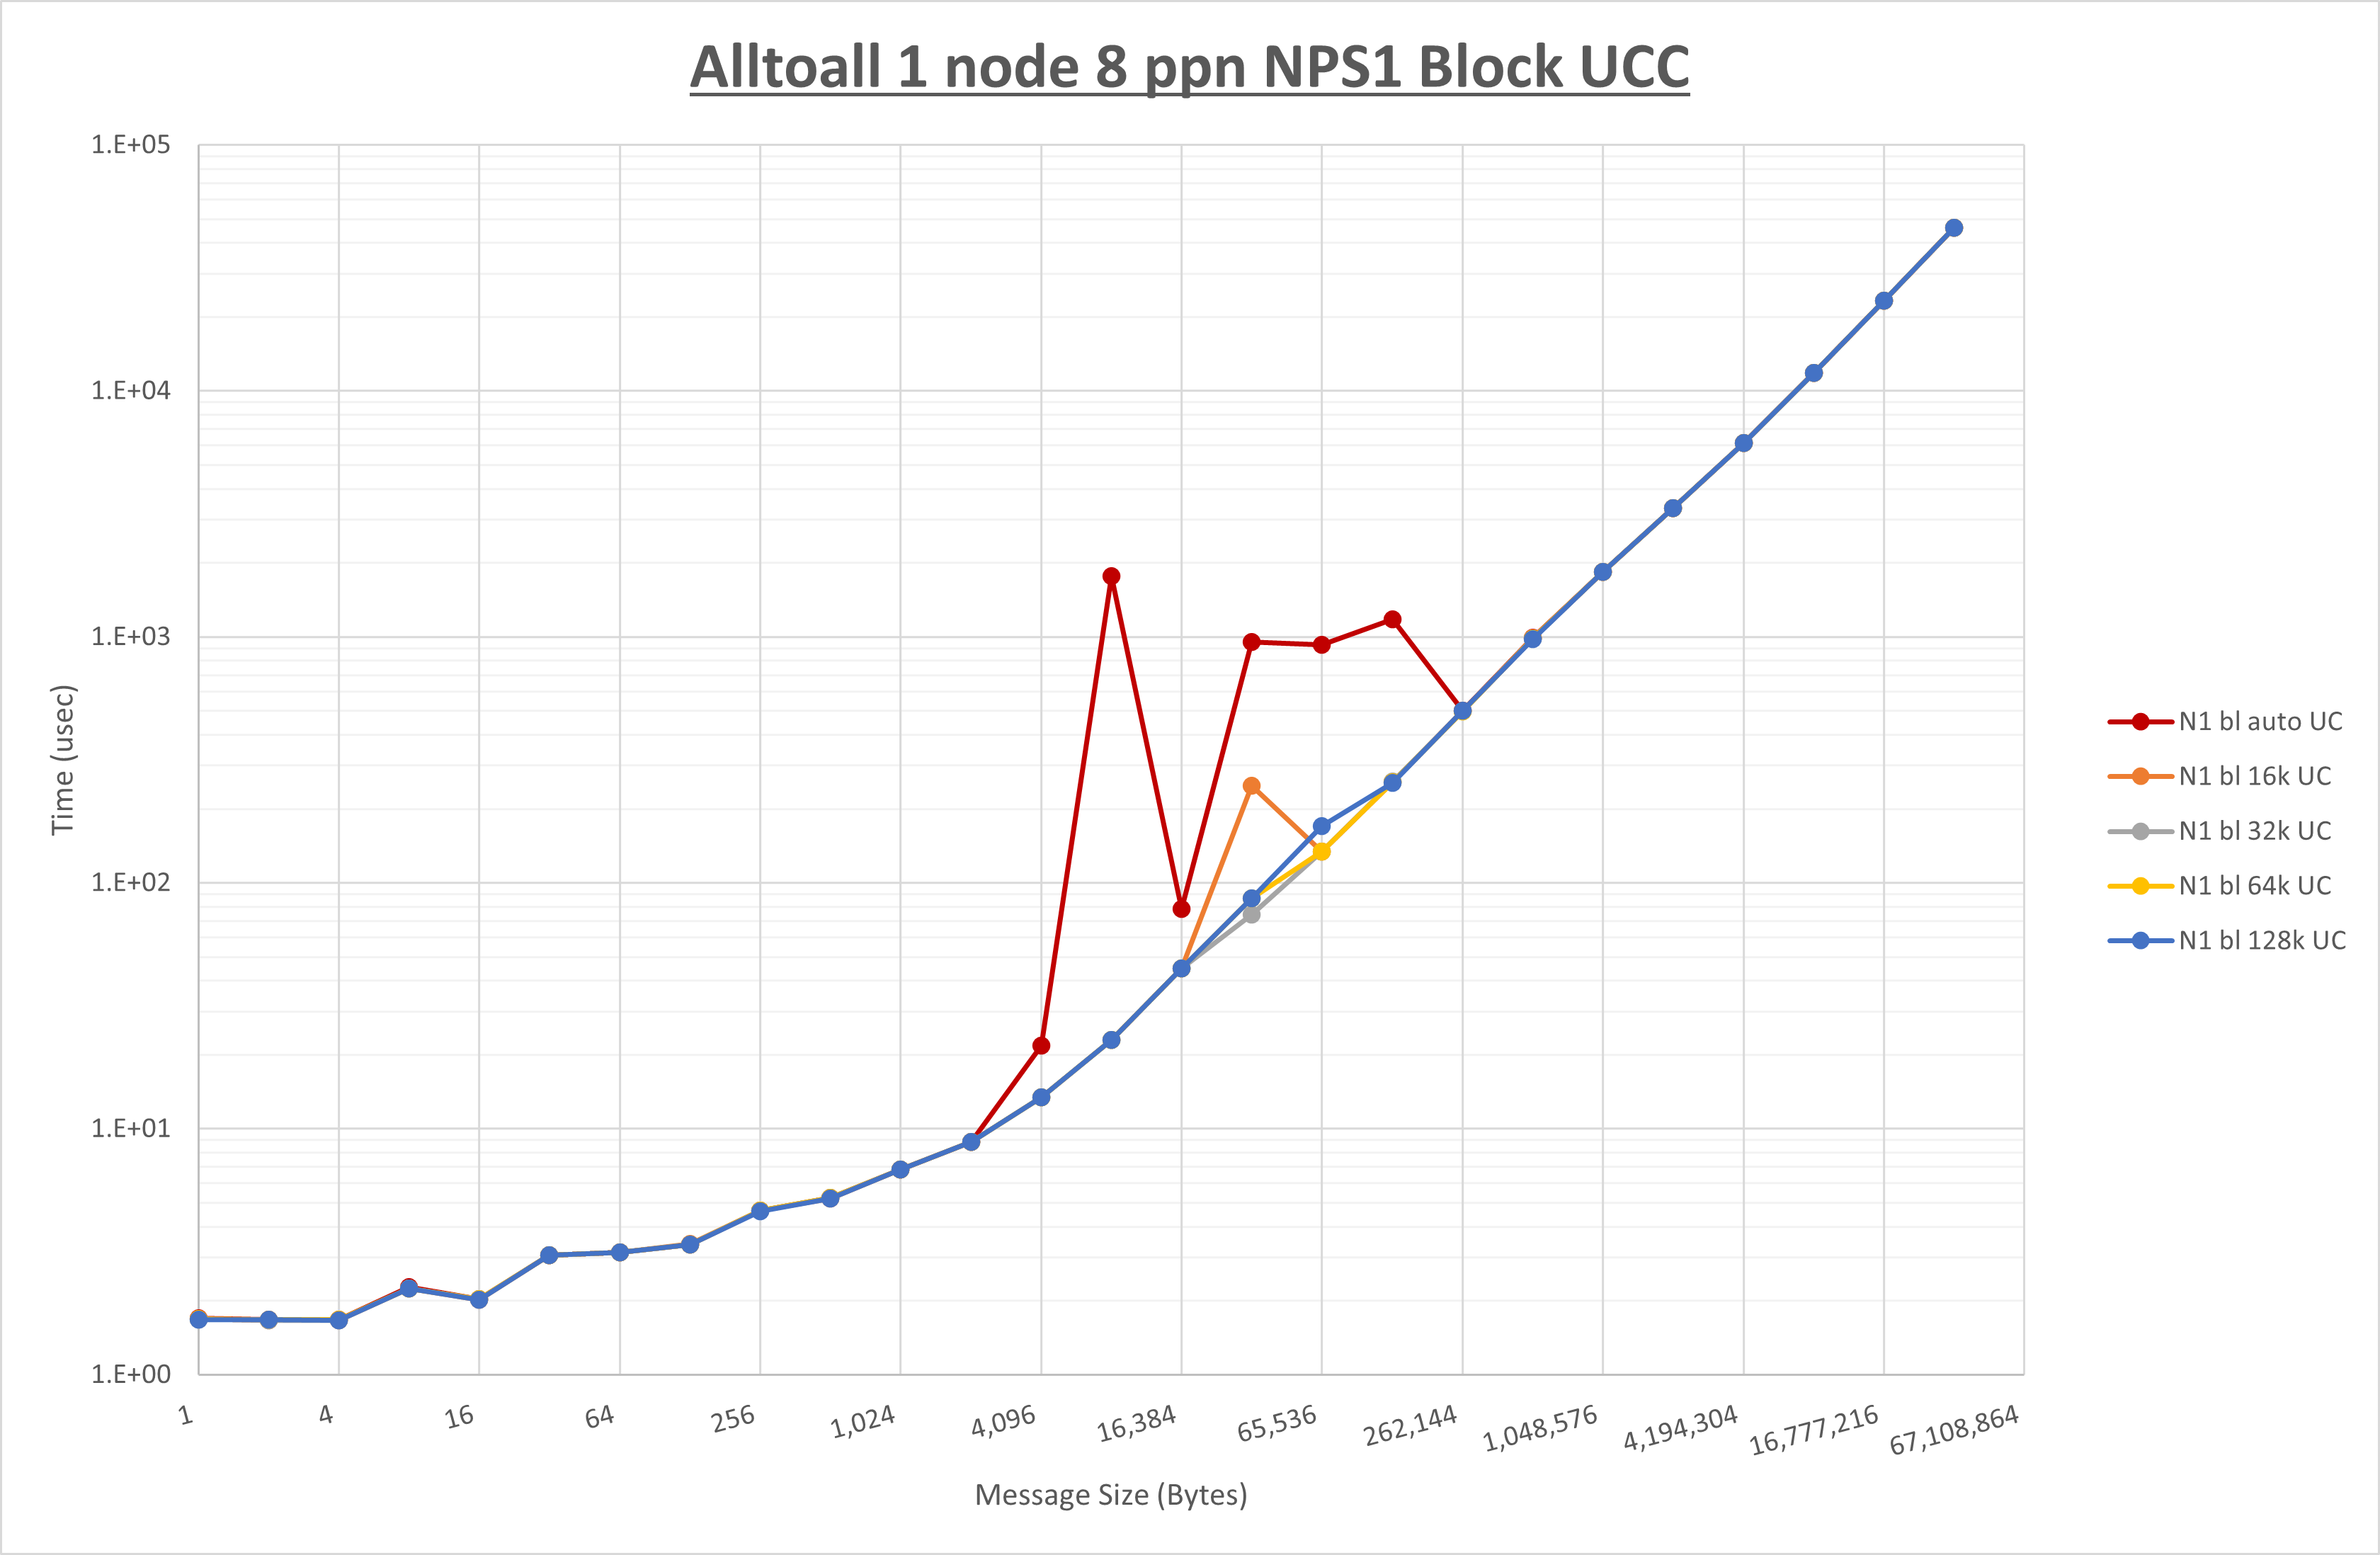 Alltoall 1 node 8 ppn NPS1 Block UCC
1.E+05
1.E+04
1.E+03
1.E+02
1.E+01
1.E+00
Time (usec)
1
4
16
64
256
1,024
4,096
16,384
65,536
262,144
1,048,576
4,194,304
16,777,216
67,108,864
Message Size (Bytes)
N1 bl auto UC
N1 bl 16k UC
N1 bl 32k UC
N1 bl 64k UC
N1 bl 128k UC